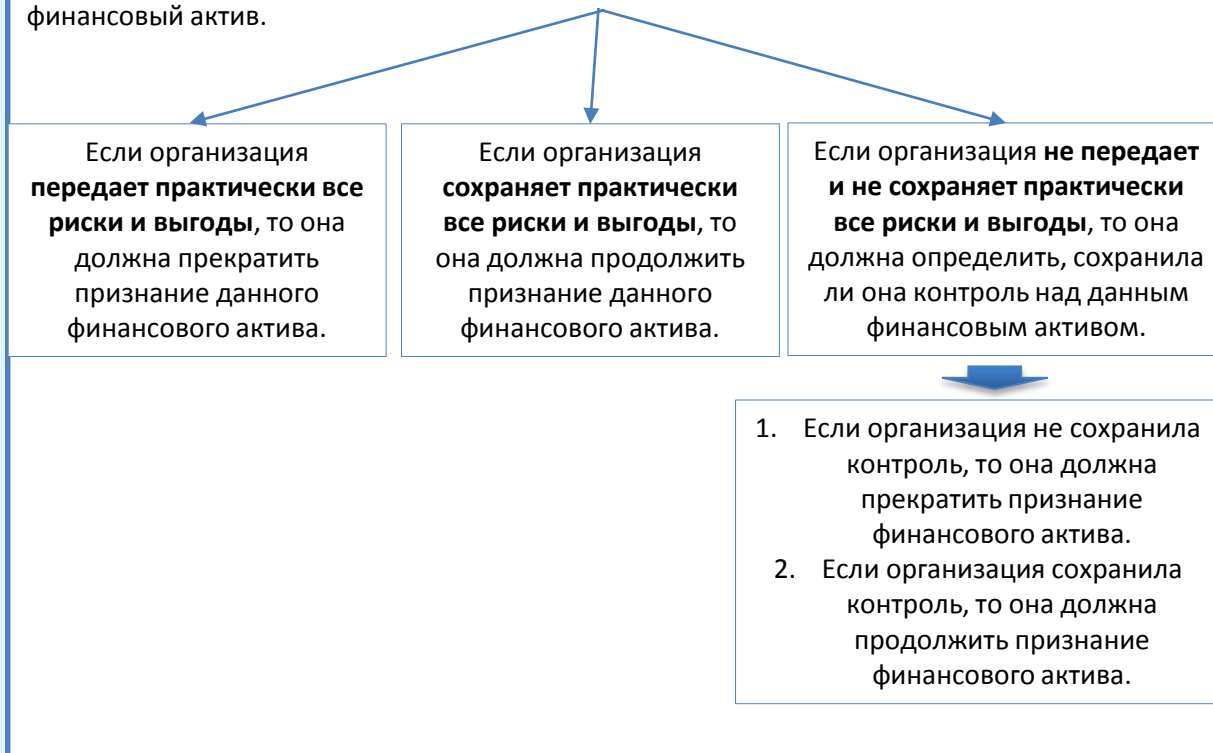 финансовый актив.
Если организация
передает практически все
риски и выгоды, то она
должна прекратить
признание данного
финансового актива.
Если организация
сохраняет практически
все риски и выгоды, то
она должна продолжить
признание данного
финансового актива.
Если организация не передает
и не сохраняет практически
все риски и выгоды, то она
должна определить, сохранила
ли она контроль над данным
финансовым активом.
1. Если организация не сохранила
контроль, то она должна
прекратить признание
финансового актива.
2. Если организация сохранила
контроль, то она должна
продолжить признание
финансового актива.